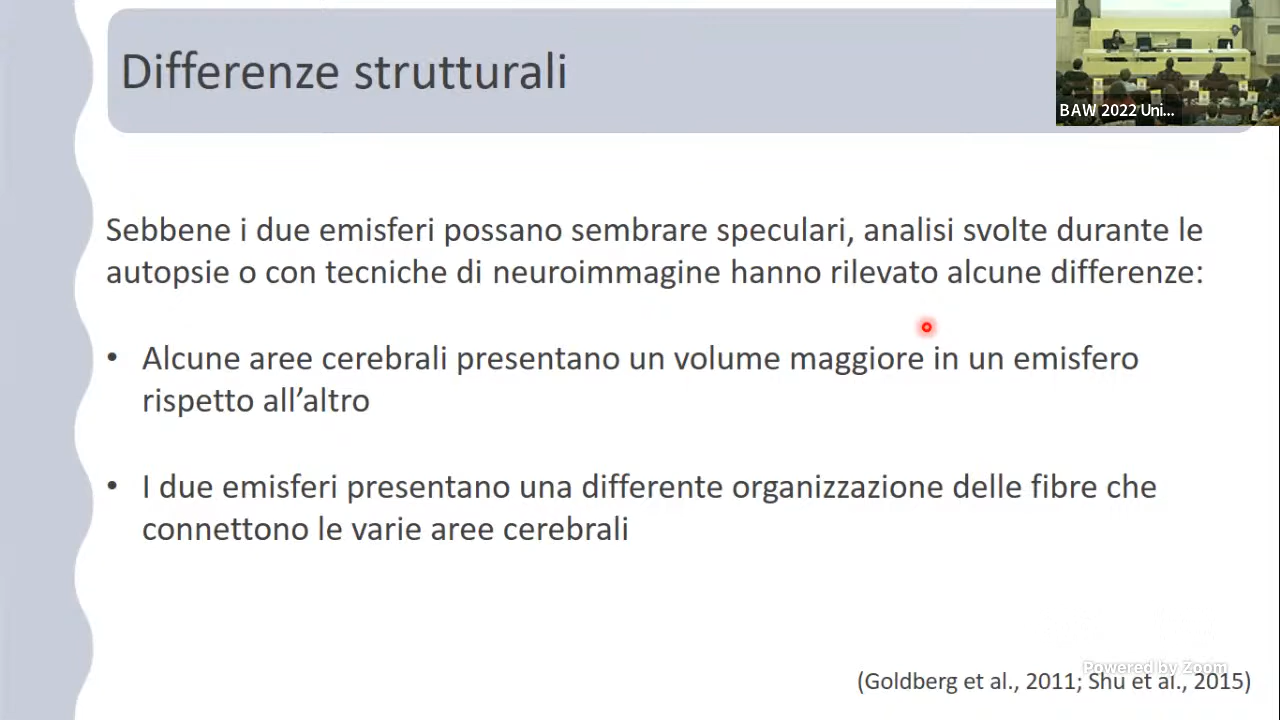 Differenze strutturali
BAW 2022 Uni...
Sebbene i due emisferi possano sembrare speculari, analisi svolte durante le
autopsie o con tecniche di neuroimmagine hanno rilevato alcune differenze:
• Alcune aree cerebrali presentano un volume maggiore in un emisfero
rispetto all’altro
• I due emisferi presentano una differente organizzazione delle fibre che
connettono le varie aree cerebrali
Powered by Zoom
(Goldberg et al., 2011; Shu et al., 2015)